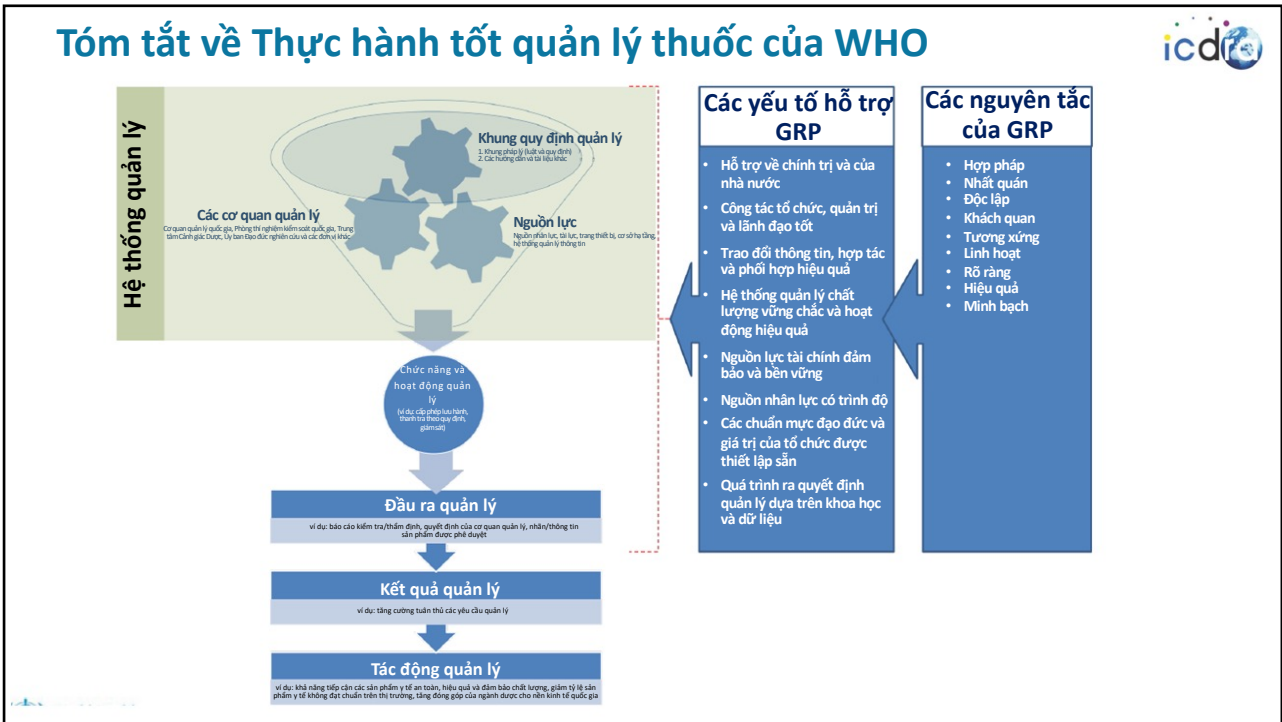 Tóm tắt về Thực hành tốt quản lý thuốc của WHO
icdra
Hệ thống quản lý
Khung quy định quản lý
1. Khung pháp lý (luật và quy định)
2. Các hướng dẫn và tài liệu khác
Các cơ quan quản lý
Cơ quan quản lý quốc gia, Phòng thí nghiệm kiểm soát quốc gia, Trung
tâm Cảnh giác Dược, Ủy ban Đạo đức nghiên cứu và các đơn vị khác
Nguồn lực
Nguồn nhân lực, tài lực, trang thiết bị, cơ sở hạ tầng,
hệ thống quản lý thông tin
Chức năng và
hoạt động quản
lý
(ví dụ: cấp phép lưu hành,
thanh tra theo quy định,
giám sát)
Đầu ra quản lý
ví dụ: báo cáo kiểm tra/thẩm định, quyết định của cơ quan quản lý, nhãn/thông tin
sản phẩm được phê duyệt
Kết quả quản lý
ví dụ: tăng cường tuân thủ các yêu cầu quản lý
Tác động quản lý
ví dụ: khả năng tiếp cận các sản phẩm y tế an toàn, hiệu quả và đảm bảo chất lượng, giảm tỷ lệ sản
phẩm y tế không đạt chuẩn trên thị trường, tăng đóng góp của ngành dược cho nền kinh tế quốc gia
Các yếu tố hỗ trợ
GRP
• Hỗ trợ về chính trị và của
nhà nước
• Công tác tổ chức, quản trị
và lãnh đạo tốt
• Trao đổi thông tin, hợp tác
và phối hợp hiệu quả
• Hệ thống quản lý chất
lượng vững chắc và hoạt
động hiệu quả
• Nguồn lực tài chính đảm
bảo và bền vững
• Nguồn nhân lực có trình độ
• Các chuẩn mực đạo đức và
giá trị của tổ chức được
thiết lập sẵn
• Quá trình ra quyết định
quản lý dựa trên khoa học
và dữ liệu
Các nguyên tắc
của GRP
• Hợp pháp
• Nhất quán
• Độc lập
• Khách quan
• Tương xứng
• Linh hoạt
• Rõ ràng
• Hiệu quả
• Minh bạch